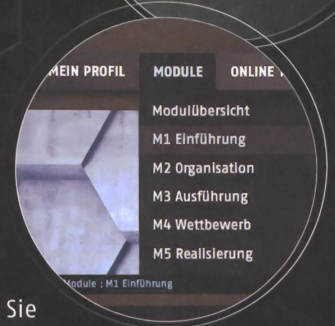 MEIN PROFIL MODULE ONLINE
Modulübersicht
M1 Einführung
M2 Organisation
M3 Ausführung
M4 Wettbewerb
M5 Realisierung
Module : M1 Einführung
Sie